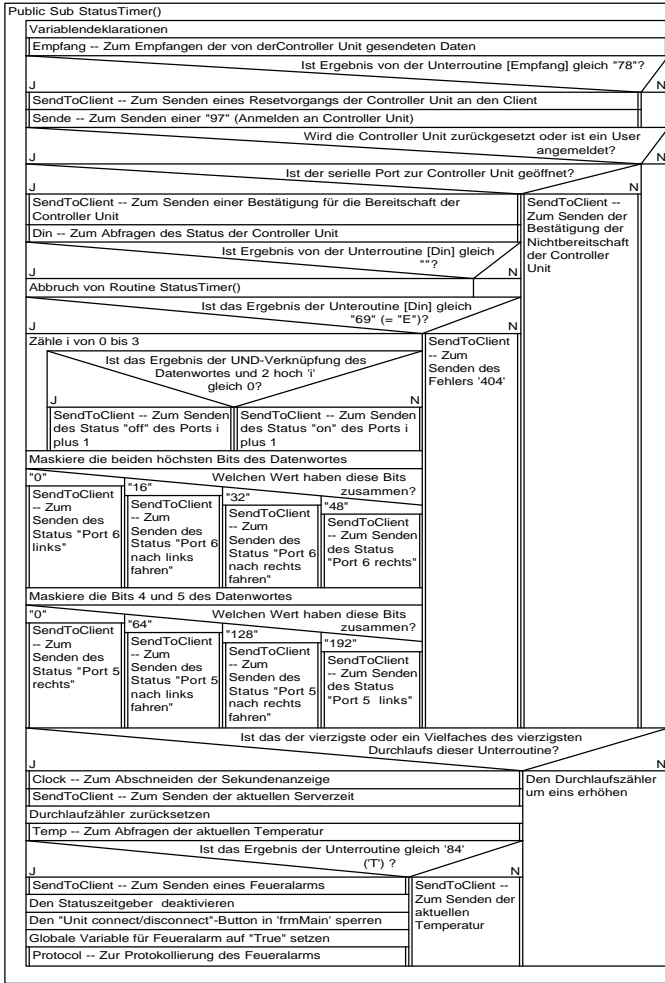 Public Sub StatusTimer()
Variablendeklarationen
Empfang -- Zum Empfangen der von derController Unit gesendeten Daten
Ist Ergebnis von der Unterroutine [Empfang] gleich "78"?
J
N
SendToClient -- Zum Senden eines Resetvorgangs der Controller Unit an den Client
Sende -- Zum Senden einer "97" (Anmelden an Controller Unit)
Wird die Controller Unit zurückgesetzt oder ist ein User
angemeldet?
J
N
Ist der serielle Port zur Controller Unit geöffnet?
J
N
SendToClient -- Zum Senden einer Bestätigung für die Bereitschaft der
Controller Unit
Din -- Zum Abfragen des Status der Controller Unit
Ist Ergebnis von der Unterroutine [Din] gleich
""?
J
N
Abbruch von Routine StatusTimer()
Ist das Ergebnis der Unteroutine [Din] gleich
"69" (= "E")?
J
N
SendToClient --
Zum Senden der
Bestätigung der
Nichtbereitschaft
der Controller
Unit
Zähle i von 0 bis 3
Ist das Ergebnis der UND-Verknüpfung des
Datenwortes und 2 hoch 'i'
gleich 0?
J
N
SendToClient -- Zum Senden
des Status "off" des Ports i
plus 1
SendToClient -- Zum Senden
des Status "on" des Ports i
plus 1
SendToClient
-- Zum
Senden des
Fehlers '404'
Maskiere die beiden höchsten Bits des Datenwortes
Welchen Wert haben diese Bits
zusammen?
"0"
SendToClient
-- Zum
Senden des
Status "Port 6
links"
"16"
SendToClient
-- Zum
Senden des
Status "Port 6
nach links
fahren"
"32"
SendToClient
-- Zum
Senden des
Status "Port 6
nach rechts
fahren"
"48"
SendToClient
-- Zum Senden
des Status
"Port 6 rechts"
Maskiere die Bits 4 und 5 des Datenwortes
Welchen Wert haben diese Bits
zusammen?
"0"
SendToClient
-- Zum
Senden des
Status "Port 5
rechts"
"64"
SendToClient
-- Zum
Senden des
Status "Port 5
nach links
fahren"
"128"
SendToClient
-- Zum
Senden des
Status "Port 5
nach rechts
fahren"
"192"
SendToClient
-- Zum Senden
des Status
"Port 5  links"
Ist das der vierzigste oder ein Vielfaches des vierzigsten
Durchlaufs dieser Unterroutine?
J
N
Clock -- Zum Abschneiden der Sekundenanzeige
SendToClient -- Zum Senden der aktuellen Serverzeit
Durchlaufzähler zurücksetzen
Temp -- Zum Abfragen der aktuellen Temperatur
Ist das Ergebnis der Unterroutine gleich '84'
('T') ?
J
N
Den Durchlaufszähler
um eins erhöhen
SendToClient -- Zum Senden eines Feueralarms
Den Statuszeitgeber  deaktivieren
Den "Unit connect/disconnect"-Button in 'frmMain' sperren
Globale Variable für Feueralarm auf "True" setzen
Protocol -- Zur Protokollierung des Feueralarms
SendToClient --
Zum Senden der
aktuellen
Temperatur